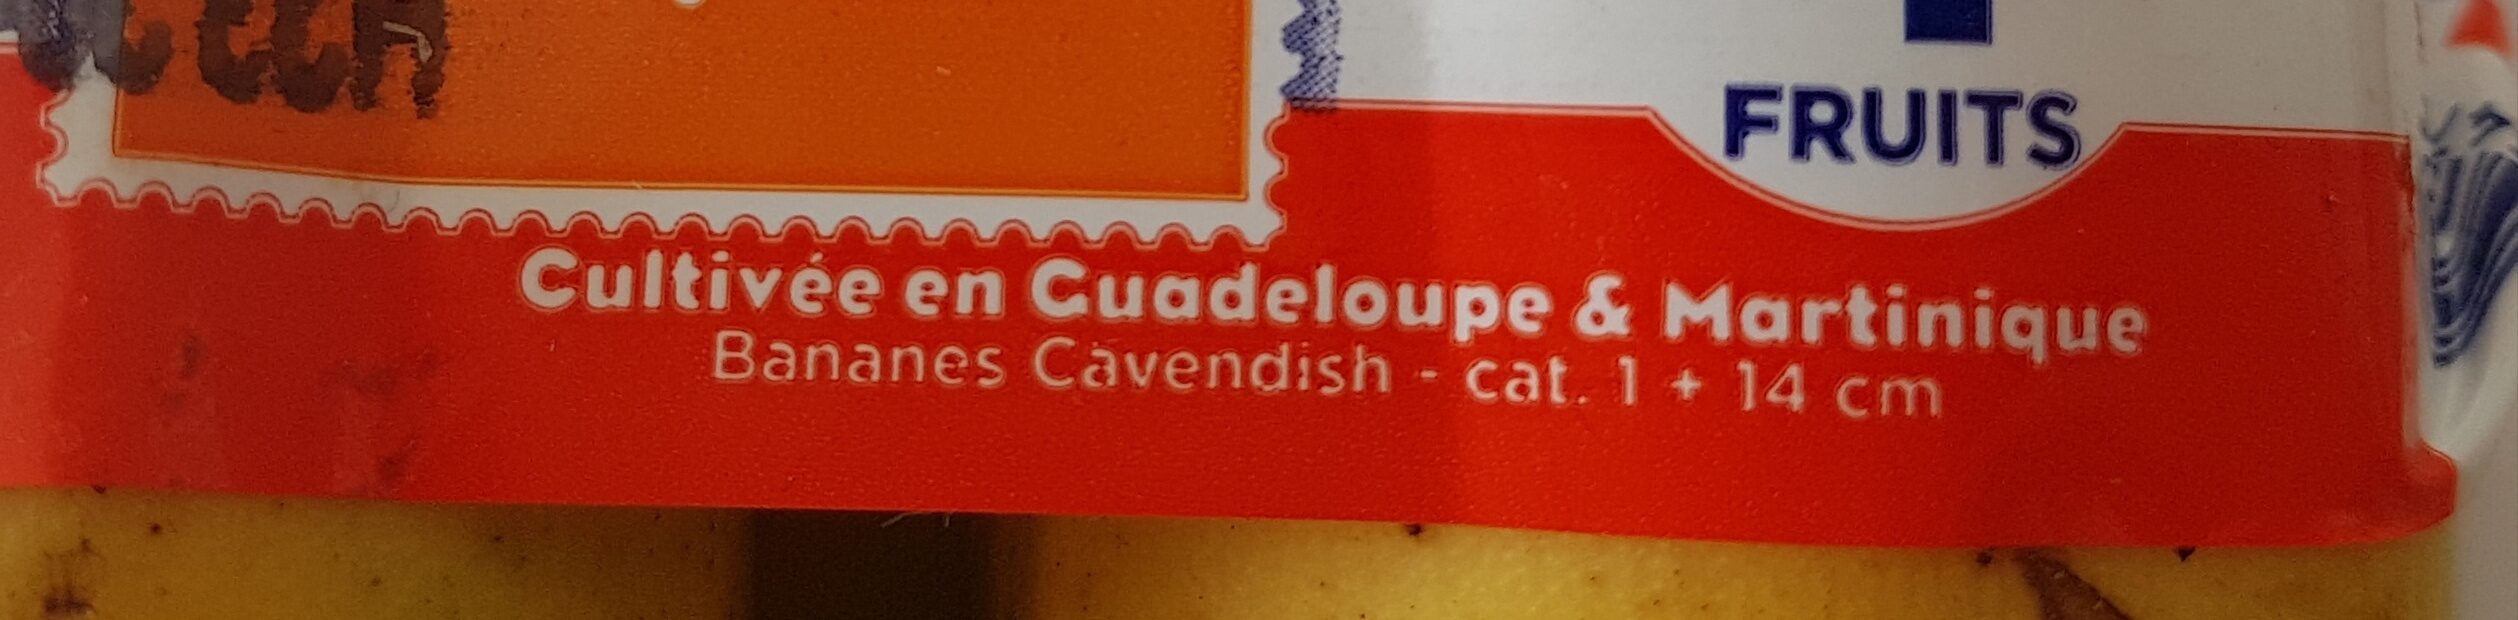 FRUITS
Cultivée en Guadeloupe & Martinique
Bananes Cavendish - cat. 1 + 14 cm